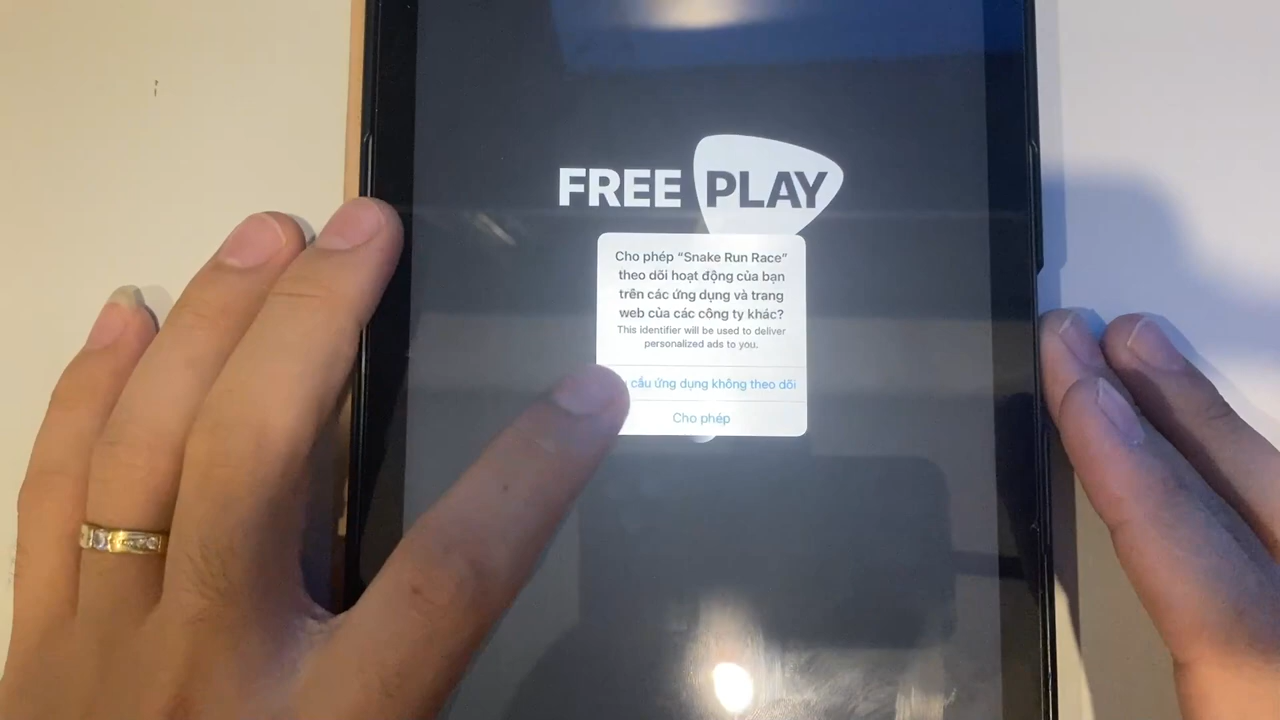 FREE PLAY
Cho phép “Snake Run Race”
theo dõi hoạt động của bạn
trên các ứng dụng và trang
web của các công ty khác?
This identifier will be used to deliver
personalized ads to you.
cầu ứng dụng không theo dõi
Cho phép